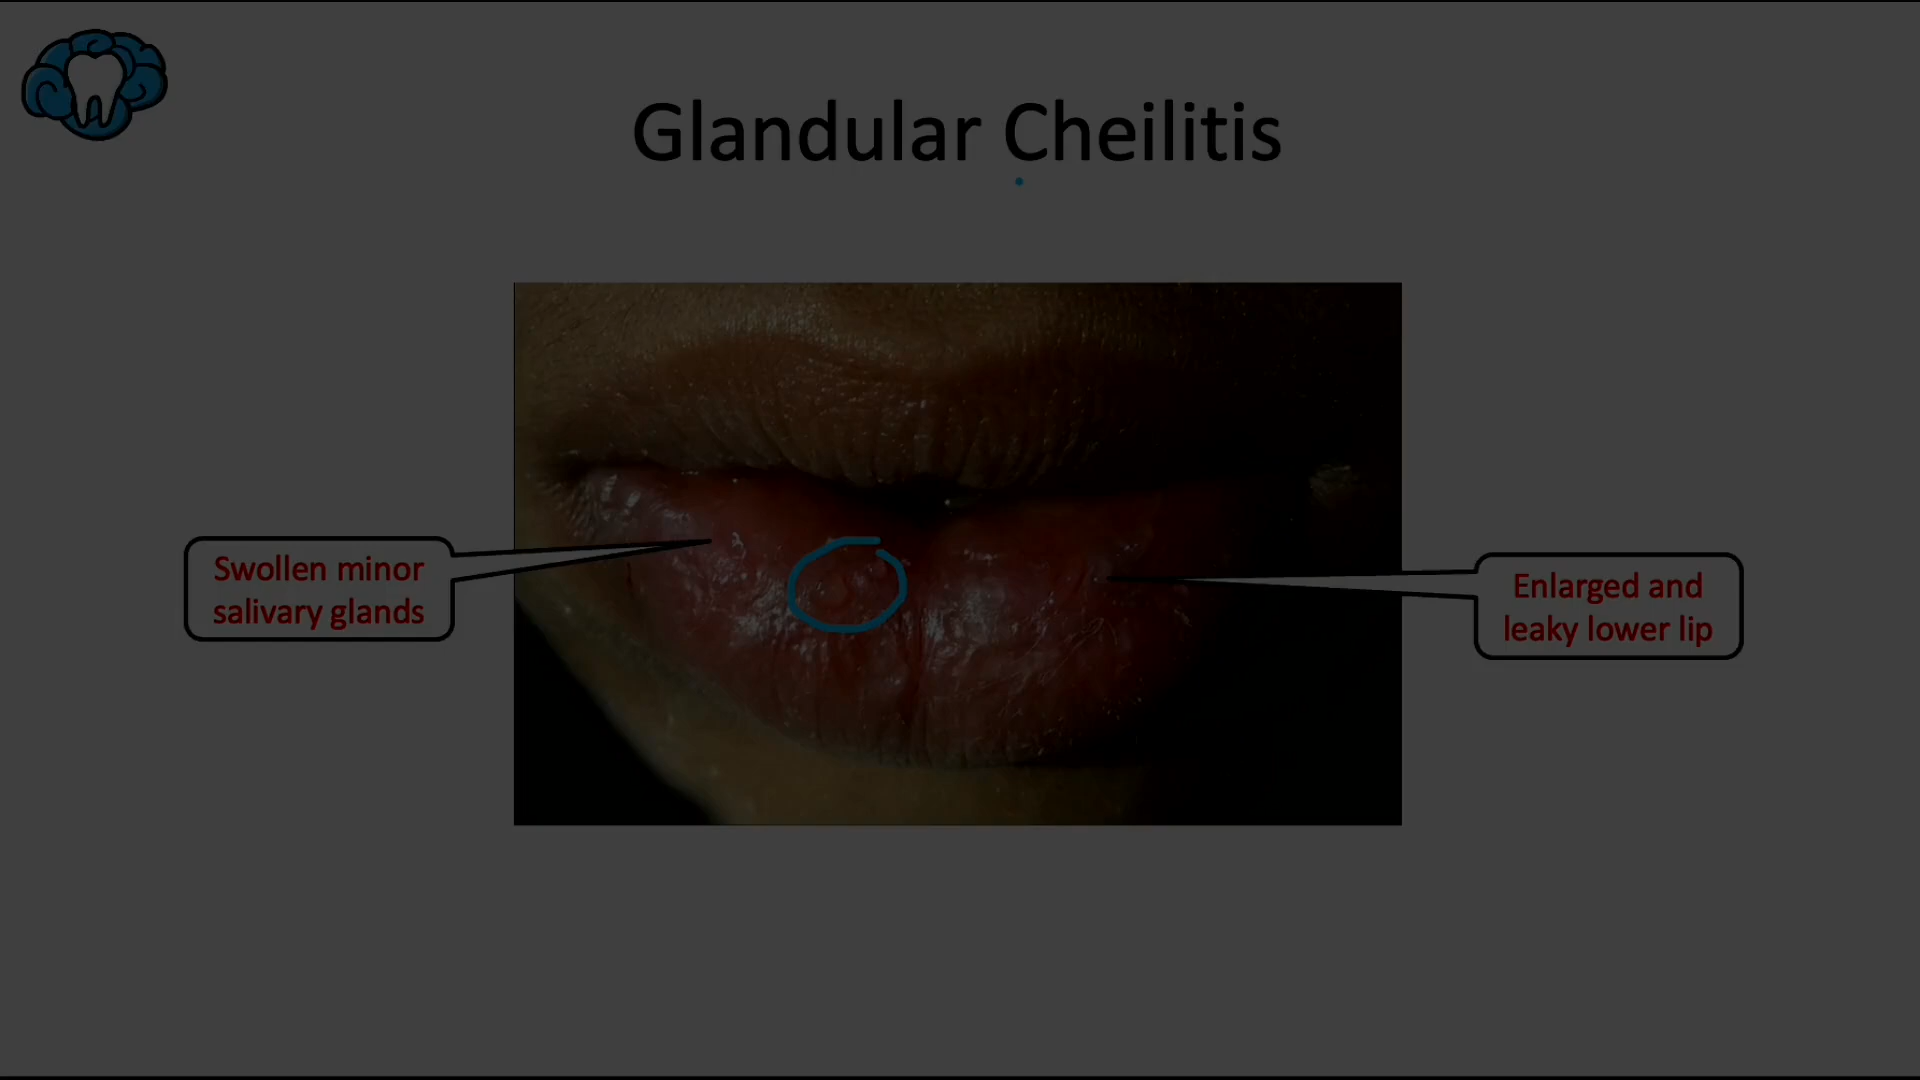 Glandular Cheilitis
Swollen minor
salivary glands
Enlarged and
leaky lower lip